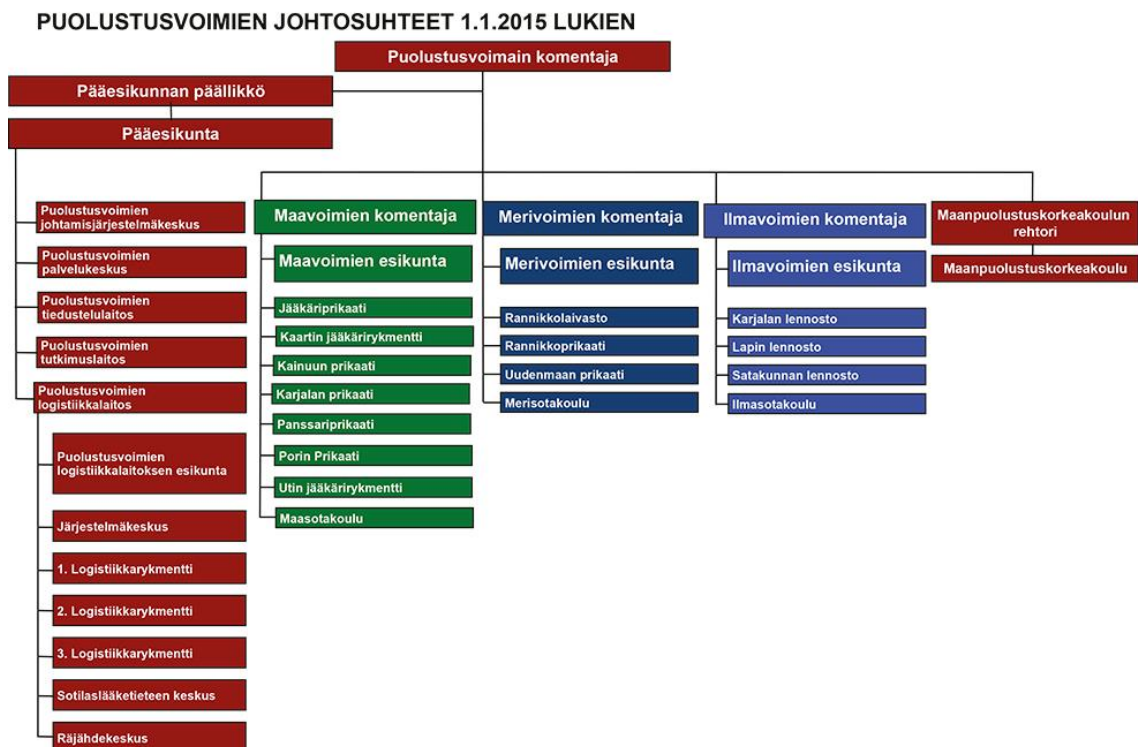 PUOLUSTUSVOIMIEN JOHTOSUHTEET 1.1.2015 LUKIEN
Puolustusvoimain komentaja
Pääesikunnan päällikkö
Pääesikunta
Puolustusvoimien
johtamisjärjestelmäkeskus
Puolustusvoimien
palvelukeskus
Puolustusvoimien
tiedustelulaitos
Puolustusvoimien
tutkimuslaitos
Puolustusvoimien
logistiikkalaitos
Puolustusvoimien
logistiikkalaitoksen esikunta
Järjestelmäkeskus
1. Logistiikkarykmentti
2. Logistiikkarykmentti
3. Logistiikkarykmentti
Sotilaslääketieteen keskus
Räjähdekeskus
Maavoimien komentaja
Maavoimien esikunta
Jääkäriprikaati
Kaartin jääkärirykmentti
Kainuun prikaati
Karjalan prikaati
Panssariprikaati
Porin Prikaati
Utin jääkärirykmentti
Maasotakoulu
Merivoimien komentaja
Merivoimien esikunta
Rannikkolaivasto
Rannikkoprikaati
Uudenmaan prikaati
Merisotakoulu
Ilmavoimien komentaja
Ilmavoimien esikunta
Karjalan lennosto
Lapin lennosto
Satakunnan lennosto
Ilmasotakoulu
Maanpuolustuskorkeakoulun
rehtori
Maanpuolustuskorkeakoulu